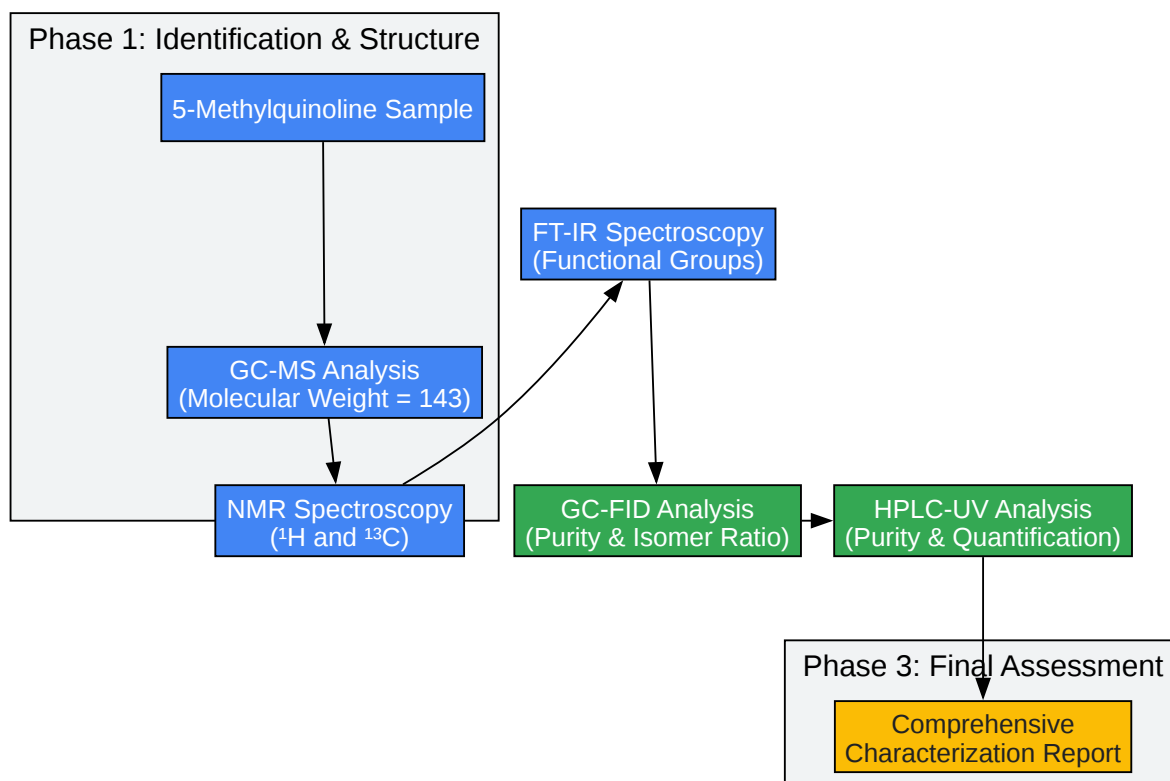 Phase 1: Identification & Structure
5-Methylquinoline Sample
FT-IR Spectroscopy
(Functional Groups)
GC-MS Analysis
(Molecular Weight = 143)
NMR Spectroscopy
(¹H and ¹³C)
GC-FID Analysis
(Purity & Isomer Ratio)
HPLC-UV Analysis
(Purity & Quantification)
Phase 3: Final Assessment
Comprehensive
Characterization Report